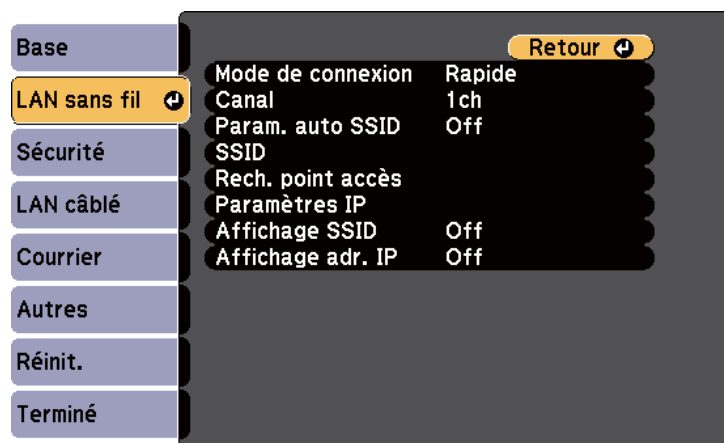 Base
LAN sans fil
Sécurité
LAN câblé
Courrier
Autres
Réinit.
Terminé
Retour
Mode de connexion Rapide
Canal 1ch
Param. auto SSID Off
SSID
Rech. point accès
Paramètres IP
Affichage SSID Off
Affichage adr. IP Off